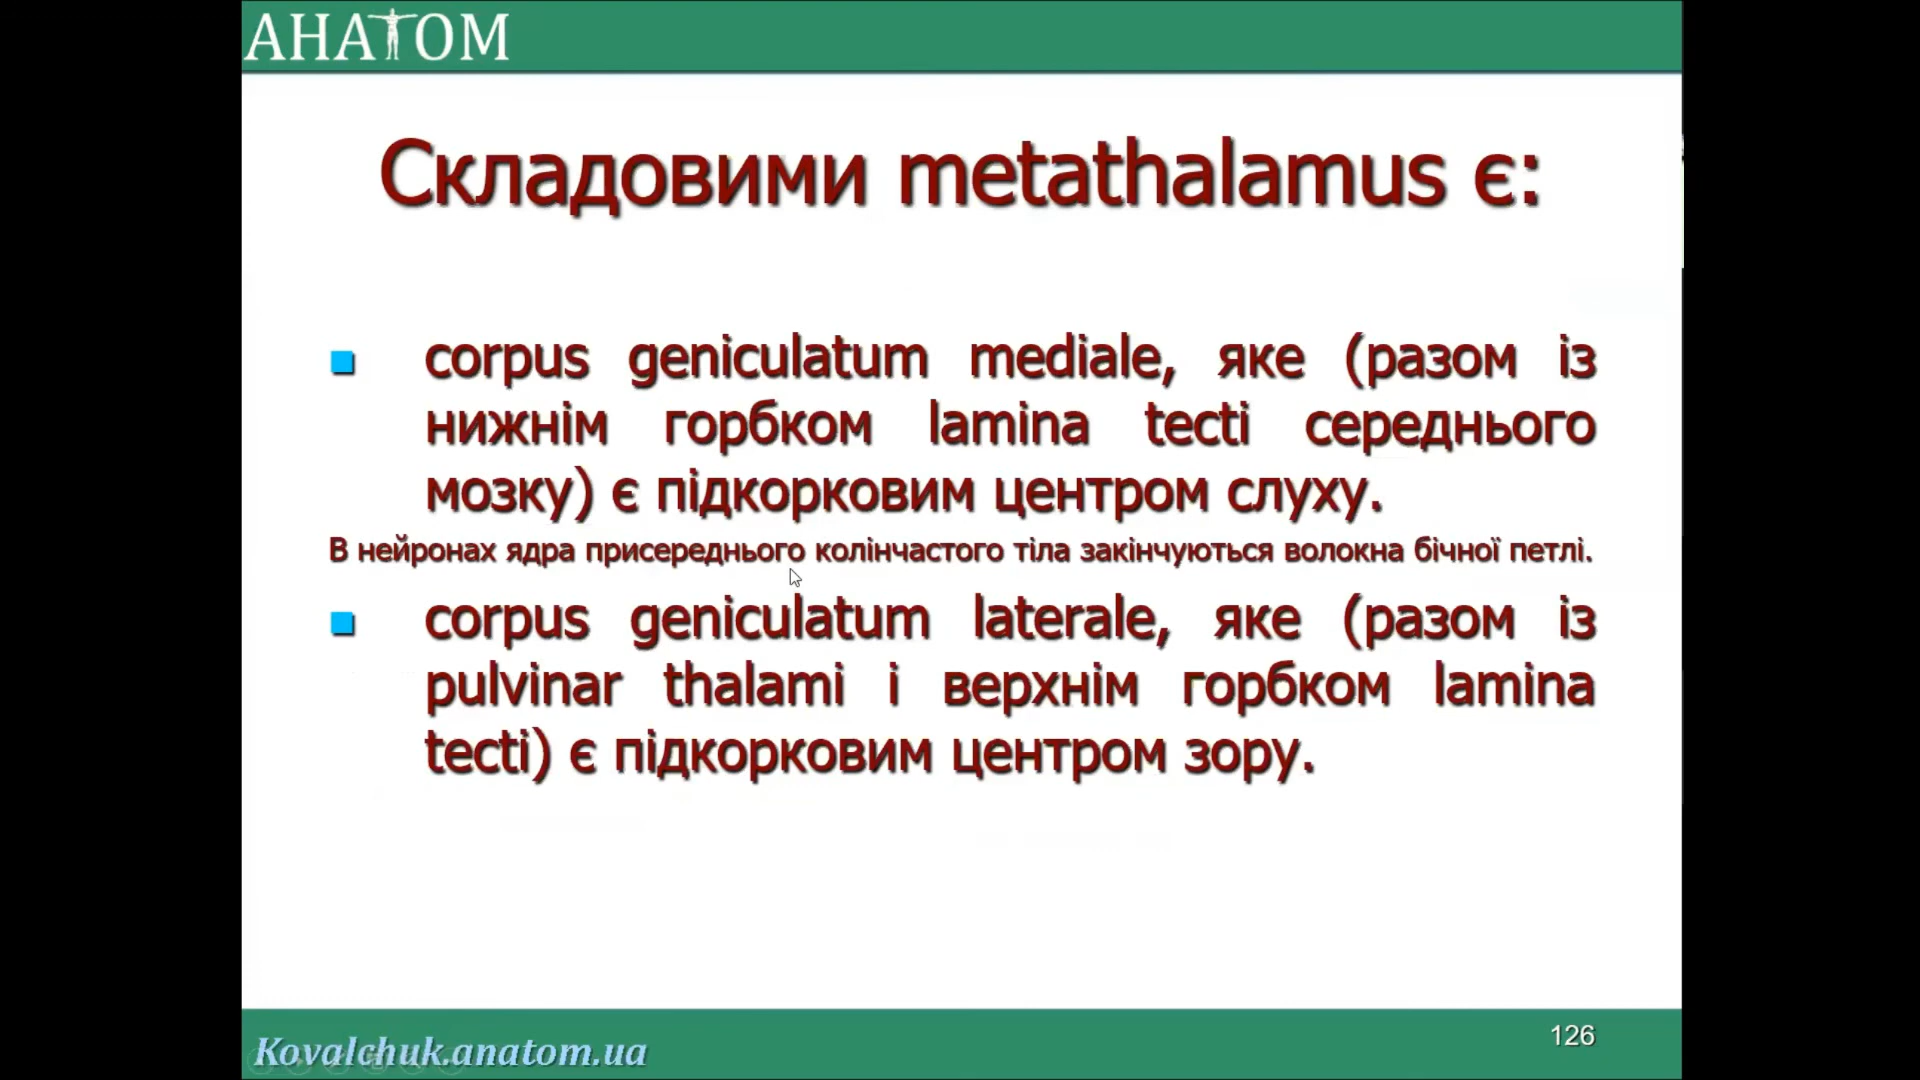 АНАТОМ
Складовими metathalamus є:
corpus geniculatum mediale, яке (разом із
нижнім горбком lamina tecti середнього
мозку) є підкорковим центром слуху.
В нейронах ядра присереднього колінчастого тіла закінчуються волокна бічної петлі.
corpus geniculatum laterale, яке (разом із
pulvinar thalami і верхнім горбком lamina
tecti) є підкорковим центром зору.
Kovalchuk.anatom.ua
126